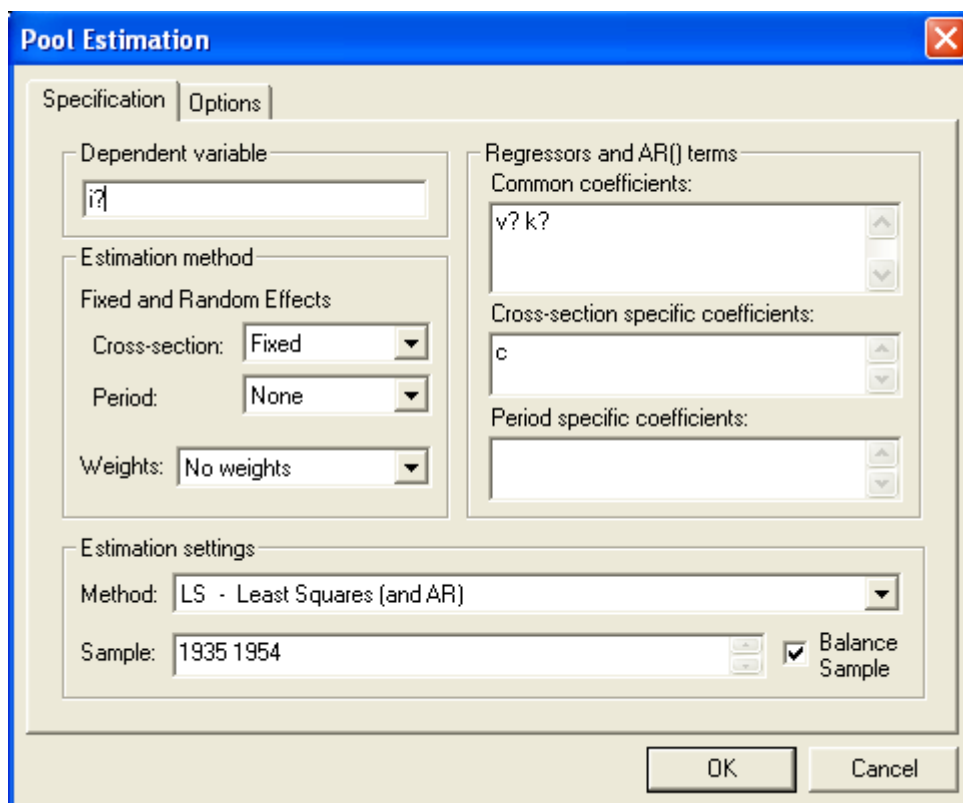 Pool Estimation
Specification
Options
Dependent variable
i?
Estimation method
Fixed and Random Effects
Cross-section: Fixed
Period: None
Weights: No weights
Regressors and AR() terms
Common coefficients:
v? k?
Cross-section specific coefficients:
c
Period specific coefficients:
Estimation settings
Method: LS - Least Squares (and AR)
Sample: 1935 1954
Balance
Sample
OK
Cancel